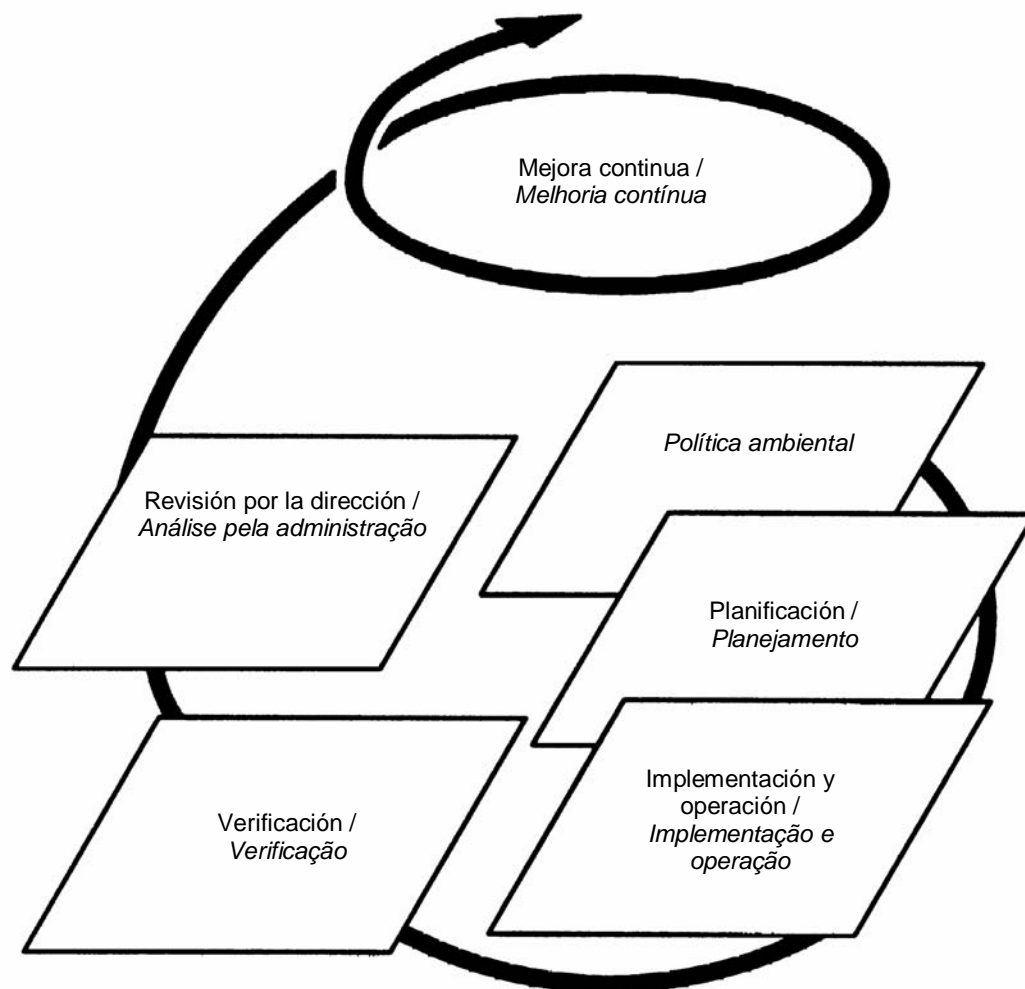 Mejora continua /
Melhoria contínua
Política ambiental
Revisión por la dirección /
Análise pela administração
Planificación /
Planejamento
Implementación y
operación /
Implementação e
operação
Verificación /
Verificação